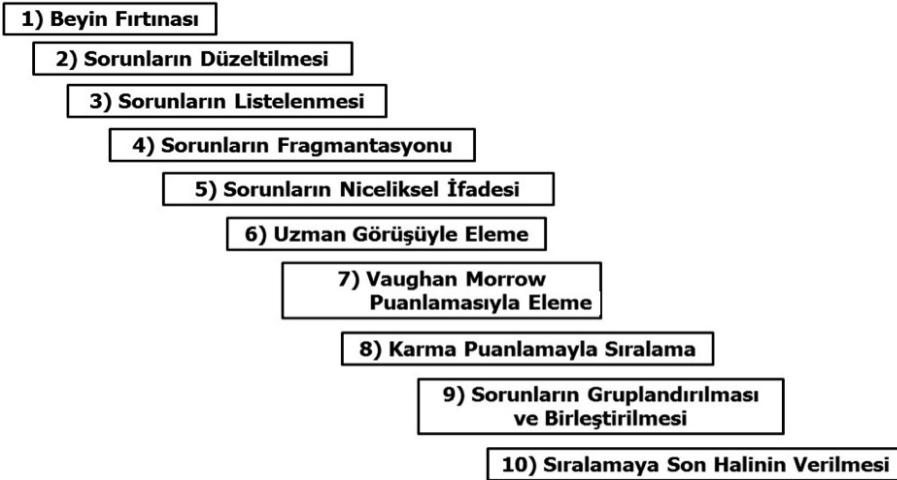 1) Beyin Fırtınası
2) Sorunların Düzeltilmesi
3) Sorunların Listelenmesi
4) Sorunların Fragmantasyonu
5) Sorunların Niceliksel İfadesi
6) Uzman Görüşüyle Eleme
7) Vaughan Morrow
Puanlamasıyla Eleme
8) Karma Puanlamayla Sıralama
9) Sorunların Gruplandırılması
ve Birleştirilmesi
10) Sıralamaya Son Halinin Verilmesi